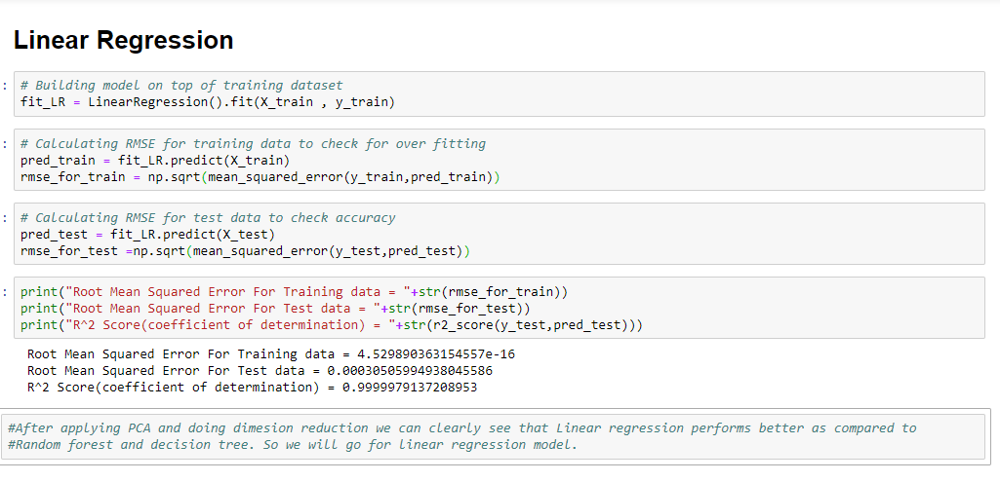 Linear Regression
: # Building model on top of training dataset
fit_LR = LinearRegression().fit(X_train , y_train)
: # Calculating RMSE for training data to check for over fitting
pred_train = fit_LR.predict(X_train)
rmse_for_train = np.sqrt(mean_squared_error(y_train,pred_train))
: # Calculating RMSE for test data to check accuracy
pred_test = fit_LR.predict(X_test)
rmse_for_test =np.sqrt(mean_squared_error(y_test,pred_test))
: print("Root Mean Squared Error For Training data = "+str(rmse_for_train))
print("Root Mean Squared Error For Test data = "+str(rmse_for_test))
print("R^2 Score(coefficient of determination) = "+str(r2_score(y_test,pred_test)))
Root Mean Squared Error For Training data = 4.529890363154557e-16
Root Mean Squared Error For Test data = 0.00030505994938045586
R^2 Score(coefficient of determination) = 0.9999979137208953
#After applying PCA and doing dimesion reduction we can clearly see that Linear regression performs better as compared to
#Random forest and decision tree. So we will go for linear regression model.